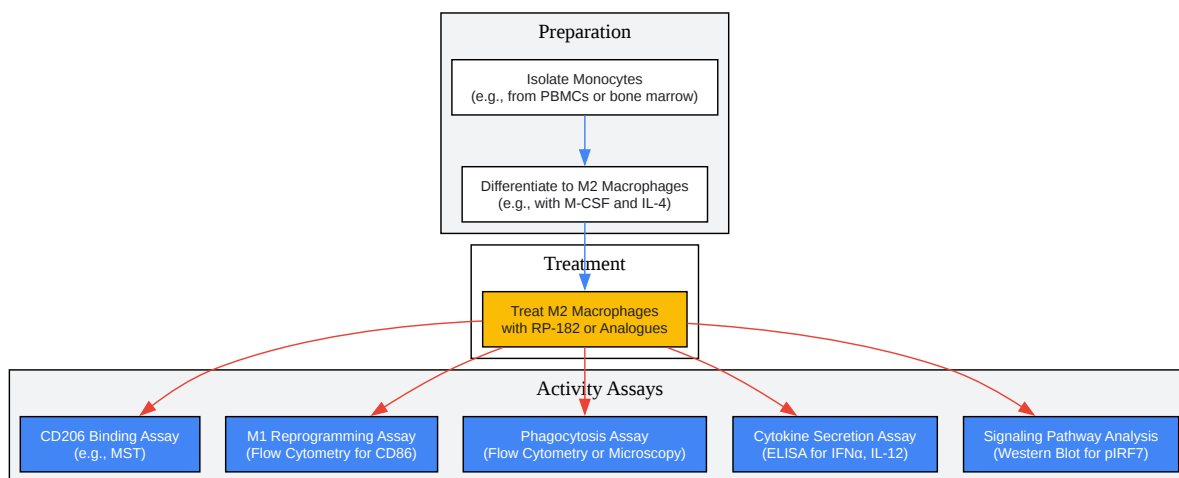 Preparation
Isolate Monocytes
(e.g., from PBMCs or bone marrow)
Differentiate to M2 Macrophages
(e.g., with M-CSF and IL-4)
Treatment
Treat M2 Macrophages
with RP-182 or Analogues
Activity Assays
CD206 Binding Assay
(e.g., MST)
M1 Reprogramming Assay
(Flow Cytometry for CD86)
Phagocytosis Assay
(Flow Cytometry or Microscopy)
Cytokine Secretion Assay
(ELISA for IFNα, IL-12)
Signaling Pathway Analysis
(Western Blot for pIRF7)